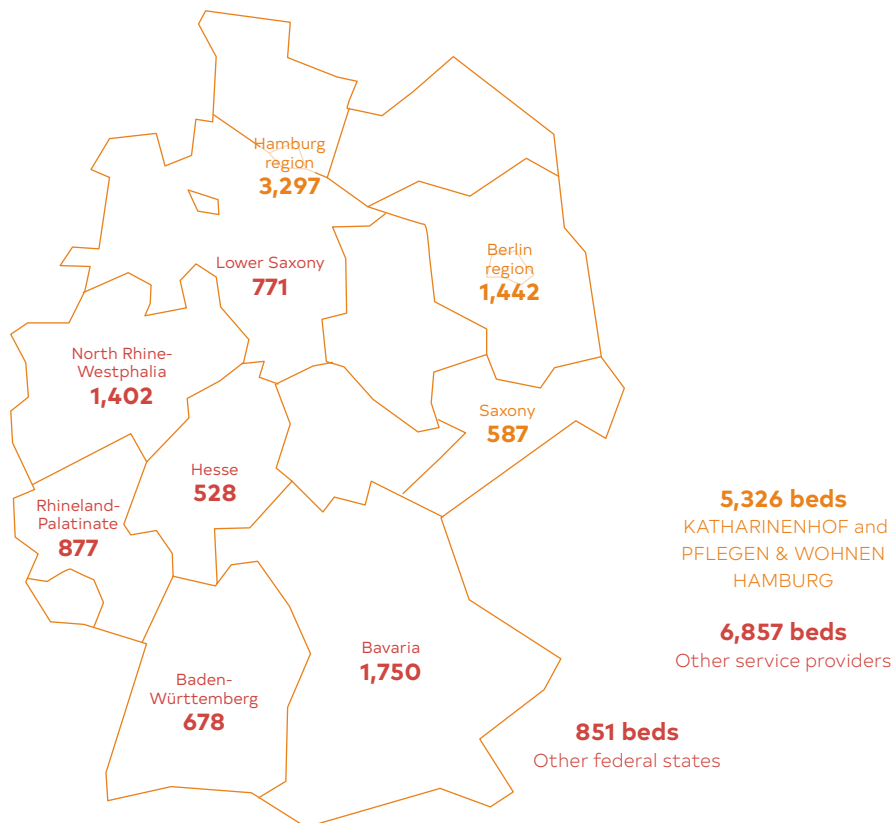 Hamburg
region
3,297
Lower Saxony
771
Berlin
region
1,442
North Rhine-
Westphalia
1,402
Saxony
587
Hesse
528
Rhineland-
Palatinate
877
5,326 beds
KATHARINENHOF and
PFLEGEN & WOHNEN
HAMBURG
6,857 beds
Other service providers
Bavaria
1,750
Baden-
Württemberg
678
851 beds
Other federal states